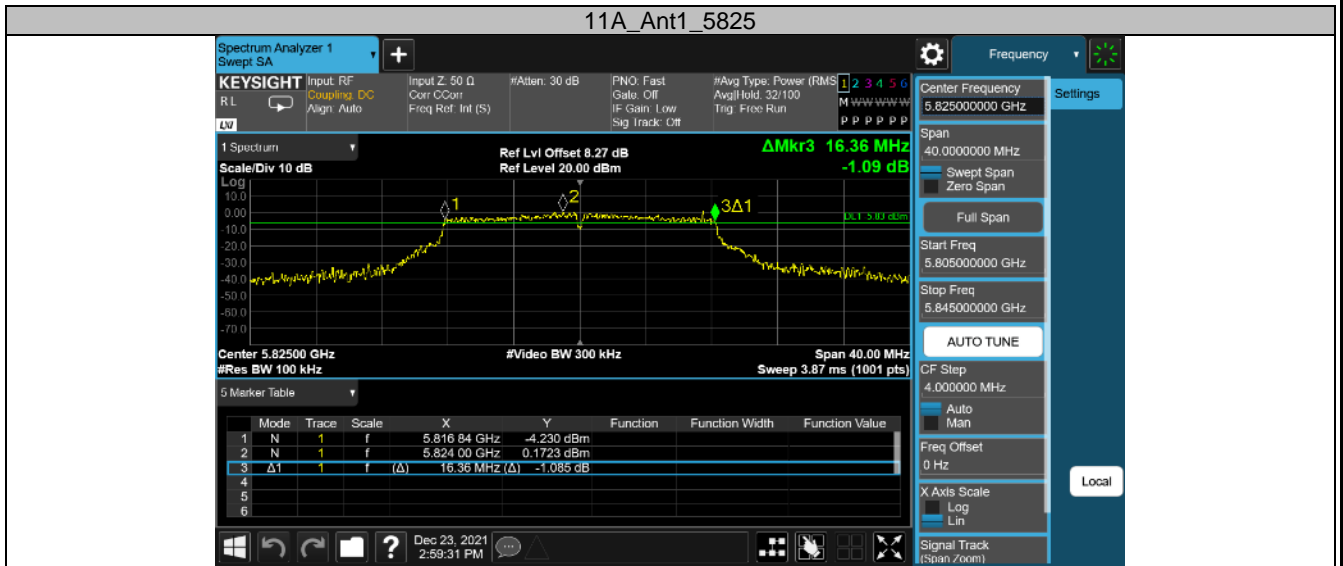 11A_Ant1_5825
Spectrum Analyzer 1
Swept SA
+
Frequency
KEYSIGHT
RL
LXI
Input: RF
Coupling: DC
Align: Auto
Input Z: 50 Ω
Corr CCorr
Freq Ref: Int (S)
#Atten: 30 dB
PNO: Fast
Gate: Off
IF Gain: Low
Sig Track: Off
#Avg Type: Power (RMS
Avg|Hold: 32/100
Trig: Free Run
1 2 3 4 5 6
M W W W W W
P P P P P P
1 Spectrum
Scale/Div 10 dB
Ref Lvl Offset 8.27 dB
Ref Level 20.00 dBm
ΔMkr3 16.36 MHz
-1.09 dB
Log
10.0
0.00
-10.0
-20.0
-30.0
-40.0
-50.0
-60.0
-70.0
1
2
3Δ1
Center 5.82500 GHz
#Res BW 100 kHz
#Video BW 300 kHz
Span 40.00 MHz
Sweep 3.87 ms (1001 pts)
5 Marker Table
Mode Trace Scale X Y Function Function Width Function Value
1 N 1 f 5.816 84 GHz -4.230 dBm
2 N 1 f 5.824 00 GHz 0.1723 dBm
3 Δ1 1 f (Δ) 16.36 MHz (Δ) -1.085 dB
4
5
6
?
Dec 23, 2021
2:59:31 PM
Center Frequency
5.825000000 GHz
Settings
Span
40.0000000 MHz
Swept Span
Zero Span
Full Span
Start Freq
5.805000000 GHz
Stop Freq
5.845000000 GHz
AUTO TUNE
CF Step
4.000000 MHz
Auto
Man
Freq Offset
0 Hz
X Axis Scale
Log
Lin
Local
Signal Track
(Span Zoom)